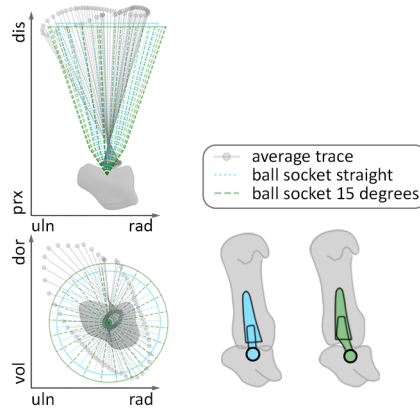 dis
prx
uln rad
average trace
ball socket straight
ball socket 15 degrees
dor
vol
uln rad